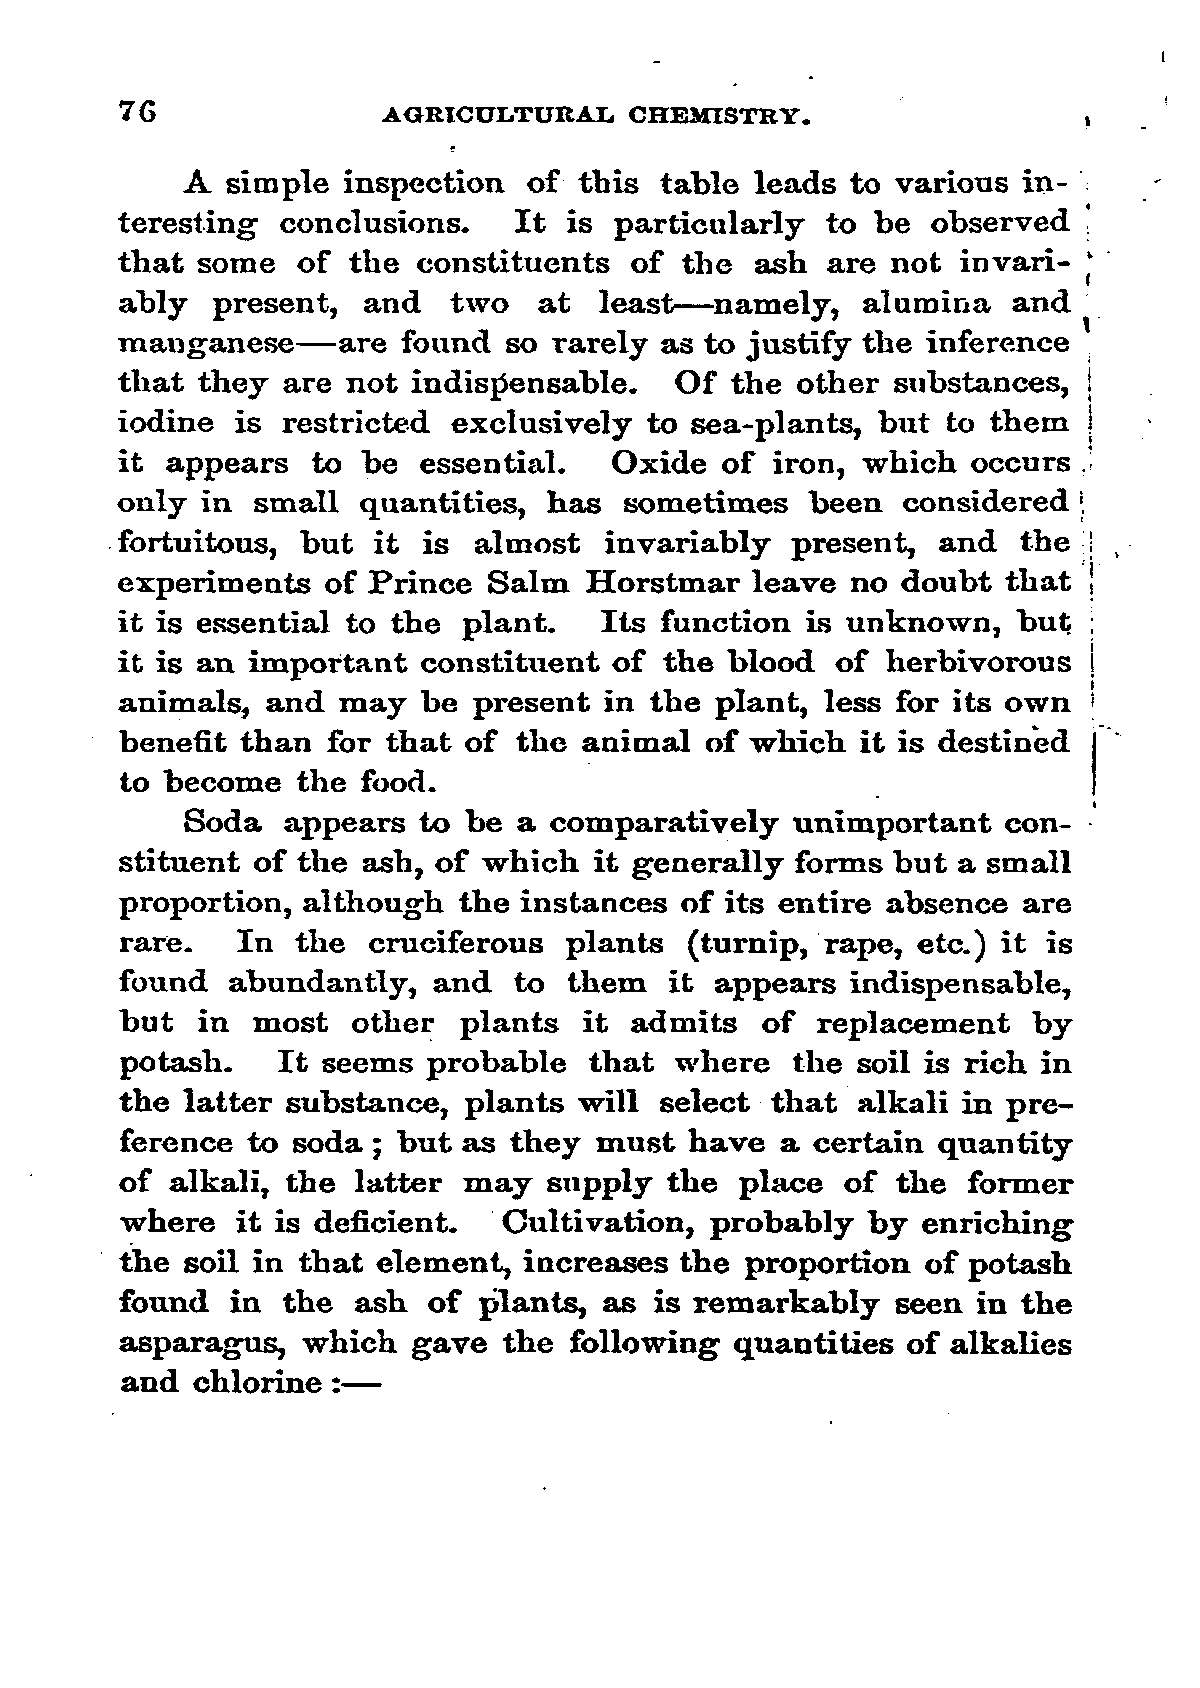 76 AGRICULTURAL CHEMISTRY.
A simple inspection of this table leads to various in-
teresting conclusions. It is particularly to be observed
that some of the constituents of the ash are not invari-
ably present, and two at least—namely, alumina and
manganese—are found so rarely as to justify the inference
that they are not indispensable. Of the other substances,
iodine is restricted exclusively to sea-plants, but to them
it appears to be essential. Oxide of iron, which occurs
only in small quantities, has sometimes been considered
fortuitous, but it is almost invariably present, and the
experiments of Prince Salm Horstmar leave no doubt that
it is essential to the plant. Its function is unknown, but
it is an important constituent of the blood of herbivorous
animals, and may be present in the plant, less for its own
benefit than for that of the animal of which it is destined
to become the food.
Soda appears to be a comparatively unimportant con-
stituent of the ash, of which it generally forms but a small
proportion, although the instances of its entire absence are
rare. In the cruciferous plants (turnip, rape, etc.) it is
found abundantly, and to them it appears indispensable,
but in most other plants it admits of replacement by
potash. It seems probable that where the soil is rich in
the latter substance, plants will select that alkali in pre-
ference to soda ; but as they must have a certain quantity
of alkali, the latter may supply the place of the former
where it is deficient. Cultivation, probably by enriching
the soil in that element, increases the proportion of potash
found in the ash of plants, as is remarkably seen in the
asparagus, which gave the following quantities of alkalies
and chlorine :—